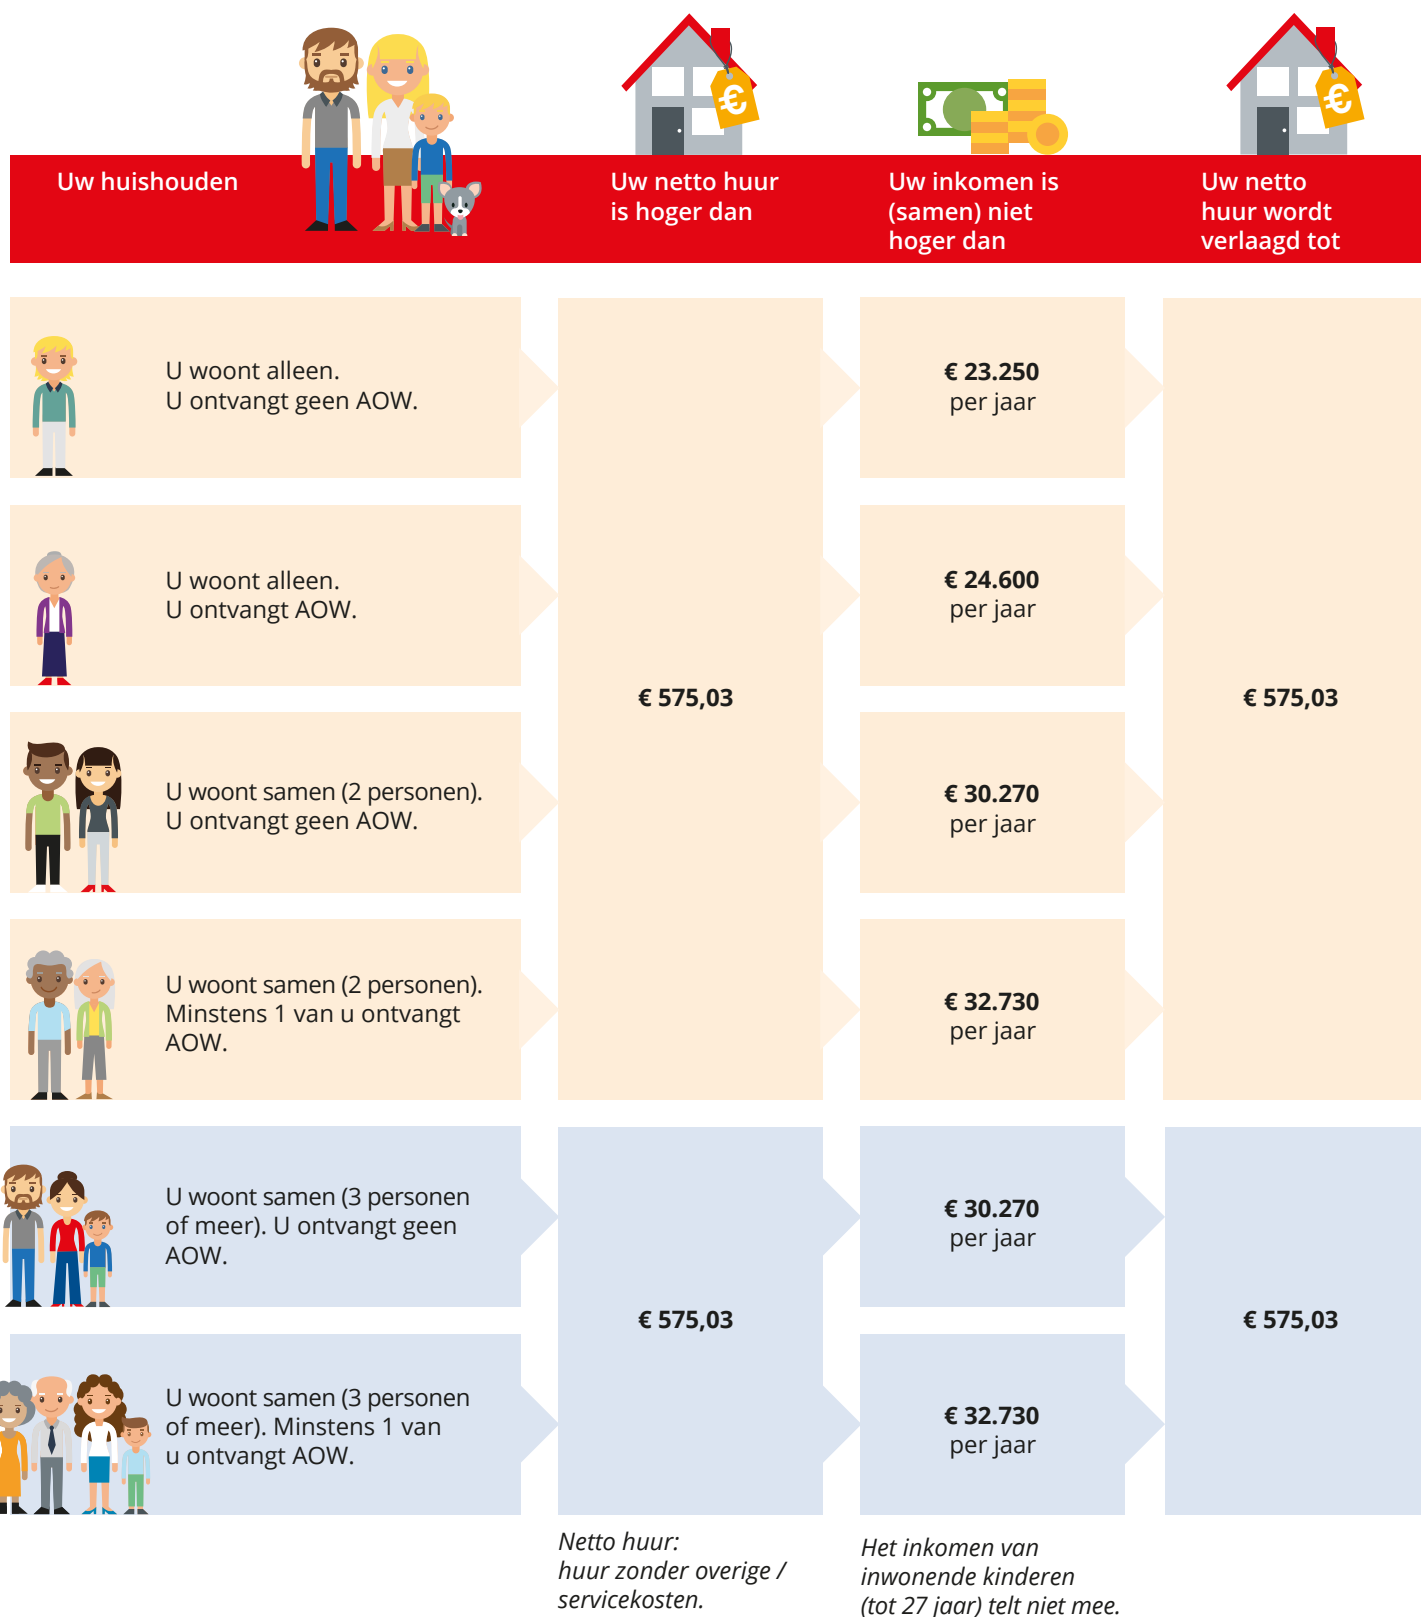 €
€
Uw huishouden
Uw netto huur
is hoger dan
Uw inkomen is
(samen) niet
hoger dan
Uw netto
huur wordt
verlaagd tot
U woont alleen.
U ontvangt geen AOW.
€ 23.250
per jaar
U woont alleen.
U ontvangt AOW.
€ 24.600
per jaar
€ 575,03
€ 575,03
U woont samen (2 personen).
U ontvangt geen AOW.
€ 30.270
per jaar
U woont samen (2 personen).
Minstens 1 van u ontvangt
AOW.
€ 32.730
per jaar
U woont samen (3 personen
of meer). U ontvangt geen
AOW.
€ 30.270
per jaar
€ 575,03
€ 575,03
U woont samen (3 personen
of meer). Minstens 1 van
u ontvangt AOW.
€ 32.730
per jaar
Netto huur:
huur zonder overige /
servicekosten.
Het inkomen van
inwonende kinderen
(tot 27 jaar) telt niet mee.